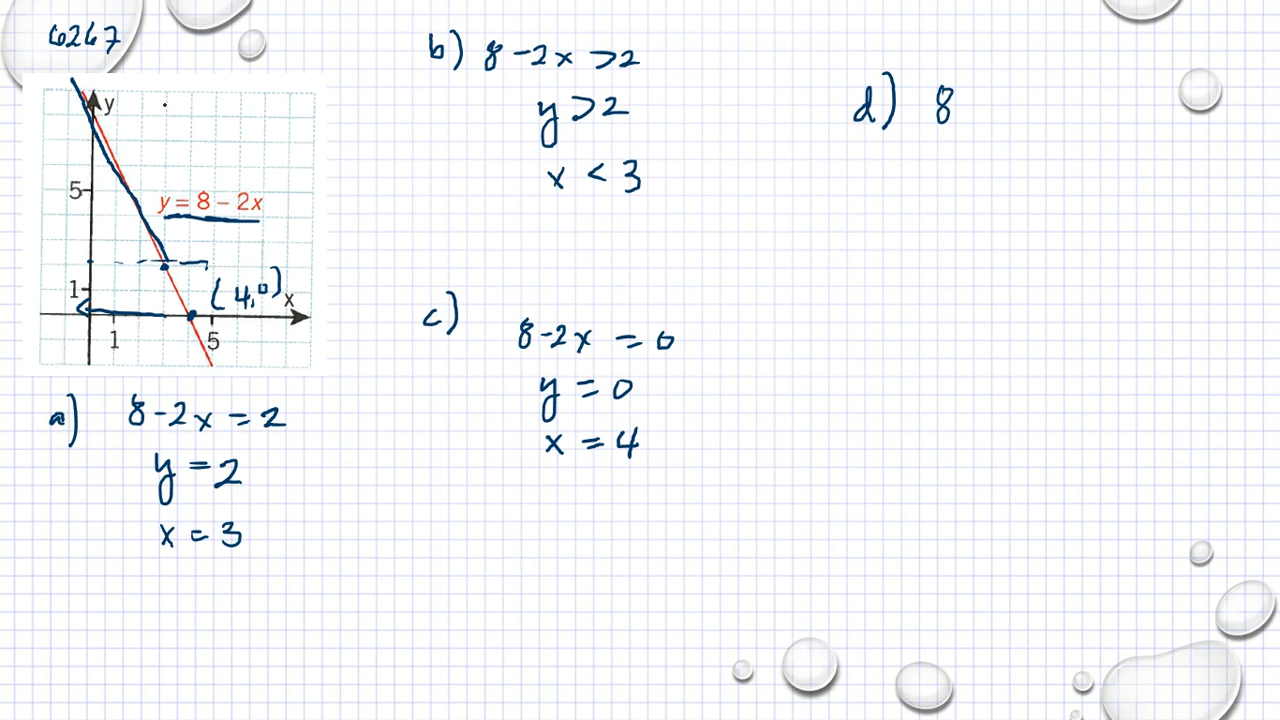 6267
y
5
y = 8 - 2x
1
(4,0)
x
1
5
a) 8-2x = 2
y = 2
x = 3
b) 8-2x >2
y >2
x < 3
c)
8-2x = 0
y = 0
x = 4
d) 8